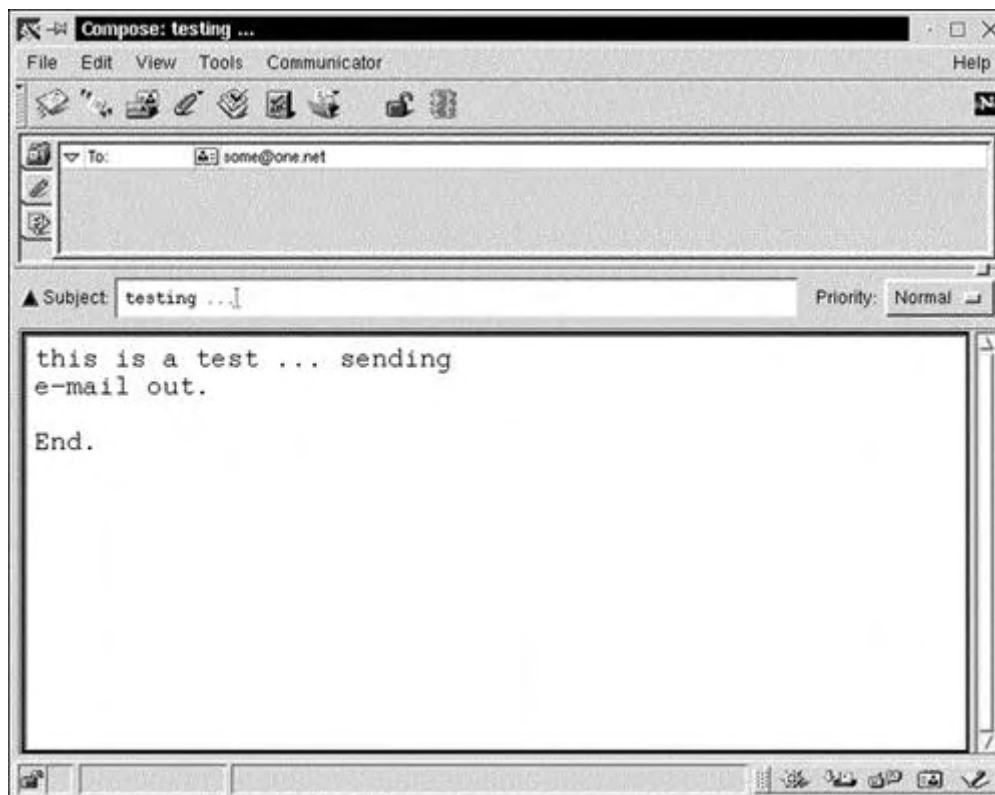 Compose: testing ...
File Edit View Tools Communicator Help
N
To: some@one.net
Subject: testing ... Priority: Normal
this is a test ... sending
e-mail out.
End.